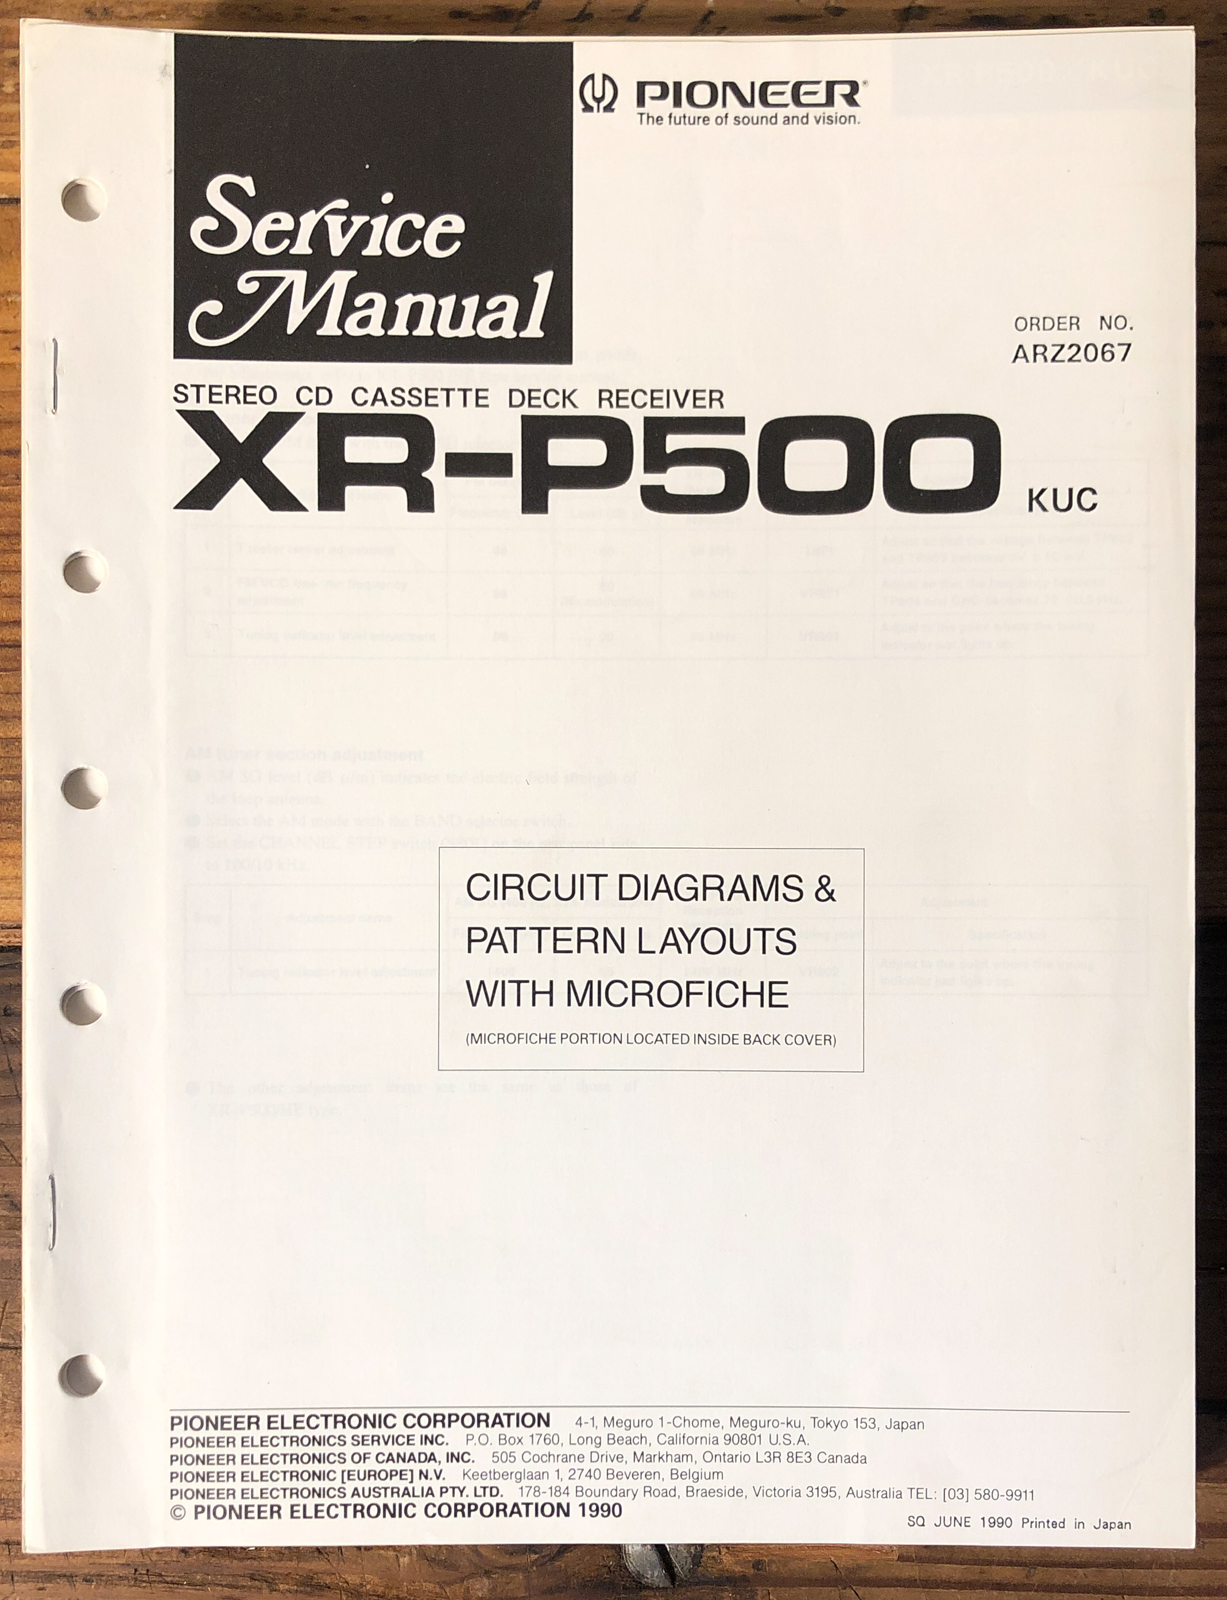 PIONEER®
The future of sound and vision.
Service
Manual
ORDER NO.
ARZ2067
STEREO CD CASSETTE DECK RECEIVER
XR-P500 KUC
CIRCUIT DIAGRAMS &
PATTERN LAYOUTS
WITH MICROFICHE
(MICROFICHE PORTION LOCATED INSIDE BACK COVER)
PIONEER ELECTRONIC CORPORATION 4-1, Meguro 1-Chome, Meguro-ku, Tokyo 153, Japan
PIONEER ELECTRONICS SERVICE INC. P.O. Box 1760, Long Beach, California 90801 U.S.A.
PIONEER ELECTRONICS OF CANADA, INC. 505 Cochrane Drive, Markham, Ontario L3R 8E3 Canada
PIONEER ELECTRONIC [EUROPE] N.V. Keetberglaan 1, 2740 Beveren, Belgium
PIONEER ELECTRONICS AUSTRALIA PTY. LTD. 178-184 Boundary Road, Braeside, Victoria 3195, Australia TEL: [03] 580-9911
© PIONEER ELECTRONIC CORPORATION 1990
SQ JUNE 1990 Printed in Japan